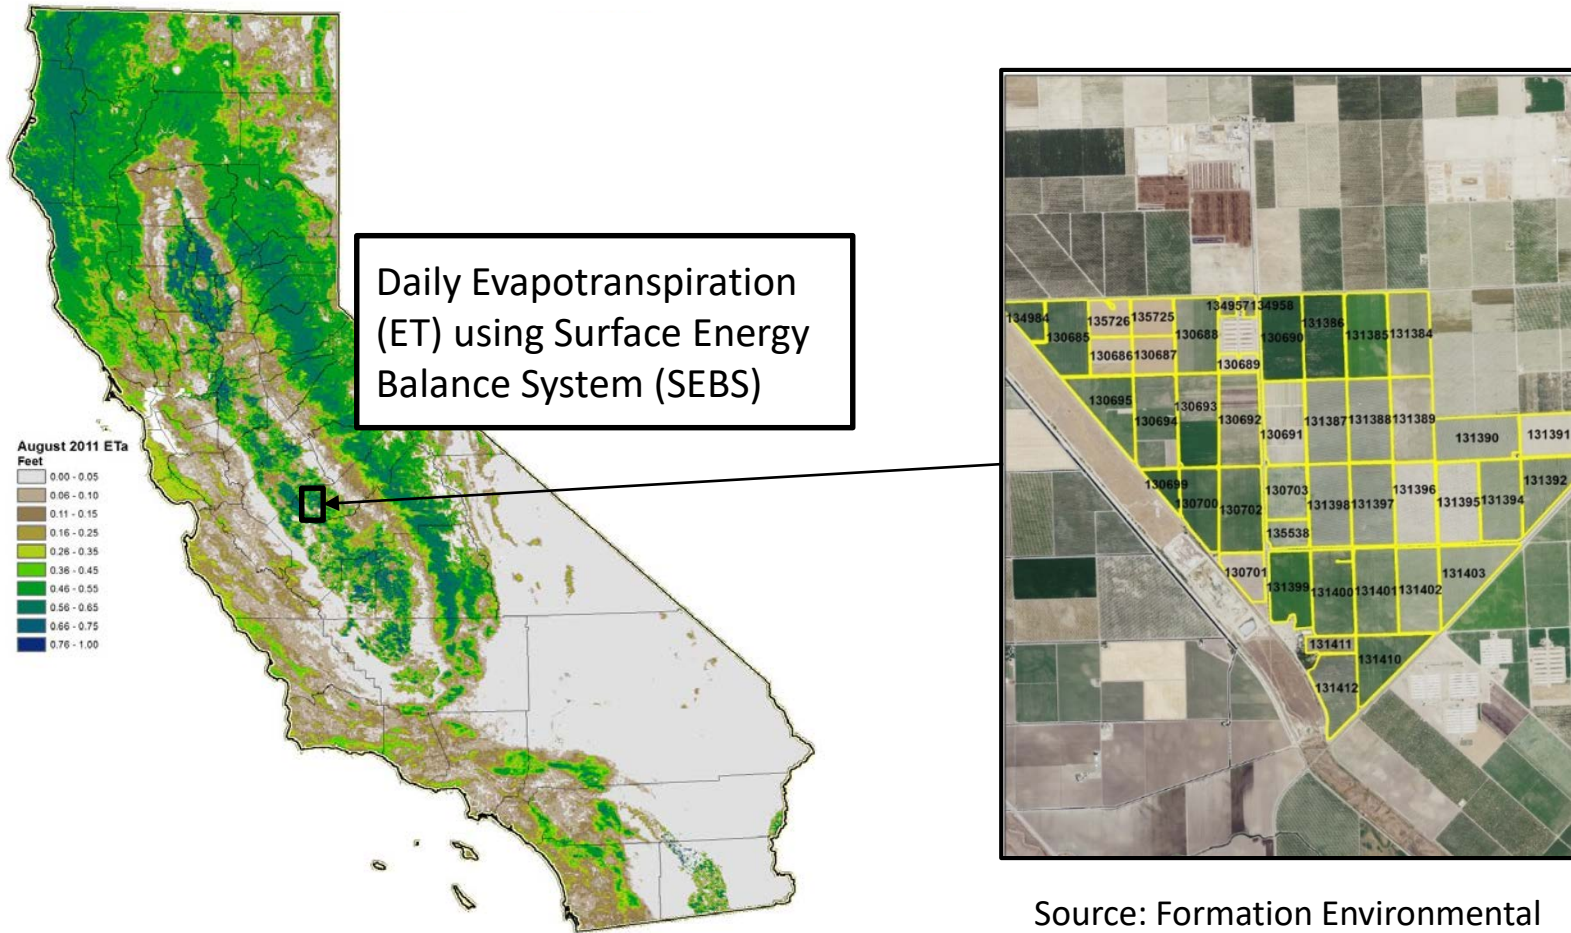 Daily Evapotranspiration
(ET) using Surface Energy
Balance System (SEBS)
August 2011 ETa
Feet
0.00 - 0.05
0.06 - 0.10
0.11 - 0.15
0.16 - 0.25
0.26 - 0.35
0.36 - 0.45
0.46 - 0.55
0.56 - 0.65
0.66 - 0.75
0.76 - 1.00
134957 134958
134984 135726 135725 131386
130685 130688 130690 131385 131384
130686 130687
130689
130695 130693
130694 130692 131387 131388 131389
130691 131390 131391
130699 130703 131396 131392
130700 130702 131398 131397 131395 131394
135538
130701 131403
131399 131400 131401 131402
131411
131410
131412
Source: Formation Environmental